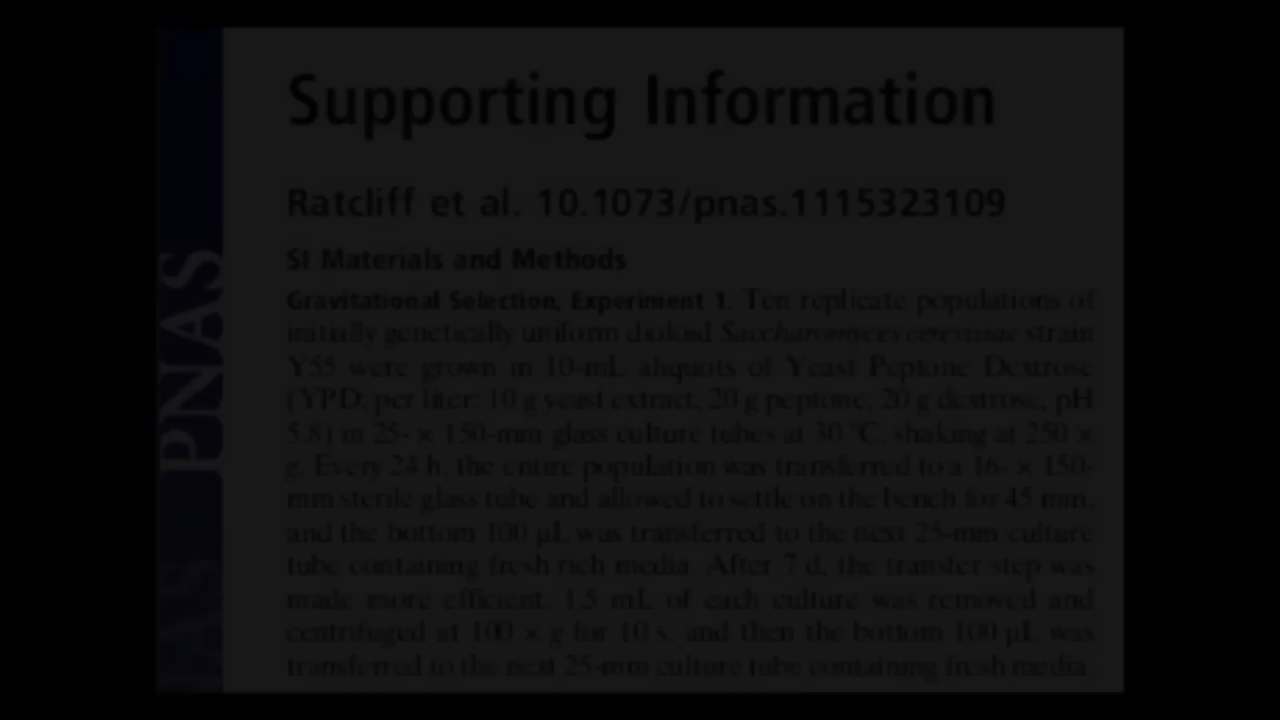 Supporting Information
Ratcliff et al. 10.1073/pnas.1115323109
SI Materials and Methods
Gravitational Selection, Experiment 1. Ten replicate populations of
initially genetically uniform diploid Saccharomyces cerevisiae strain
Y55 were grown in 10-mL aliquots of Yeast Peptone Dextrose
(YPD; per liter: 10 g yeast extract, 20 g peptone, 20 g dextrose, pH
5.8) in 25- × 150-mm glass culture tubes at 30 °C, shaking at 250 ×
g. Every 24 h, the entire population was transferred to a 16- × 150-
mm sterile glass tube and allowed to settle on the bench for 45 min,
and the bottom 100 μL was transferred to the next 25-mm culture
tube containing fresh rich media. After 7 d, the transfer step was
made more efficient: 1.5 mL of each culture was removed and
centrifuged at 100 × g for 10 s, and then the bottom 100 μL was
transferred to the next 25-mm culture tube containing fresh media.
PNAS